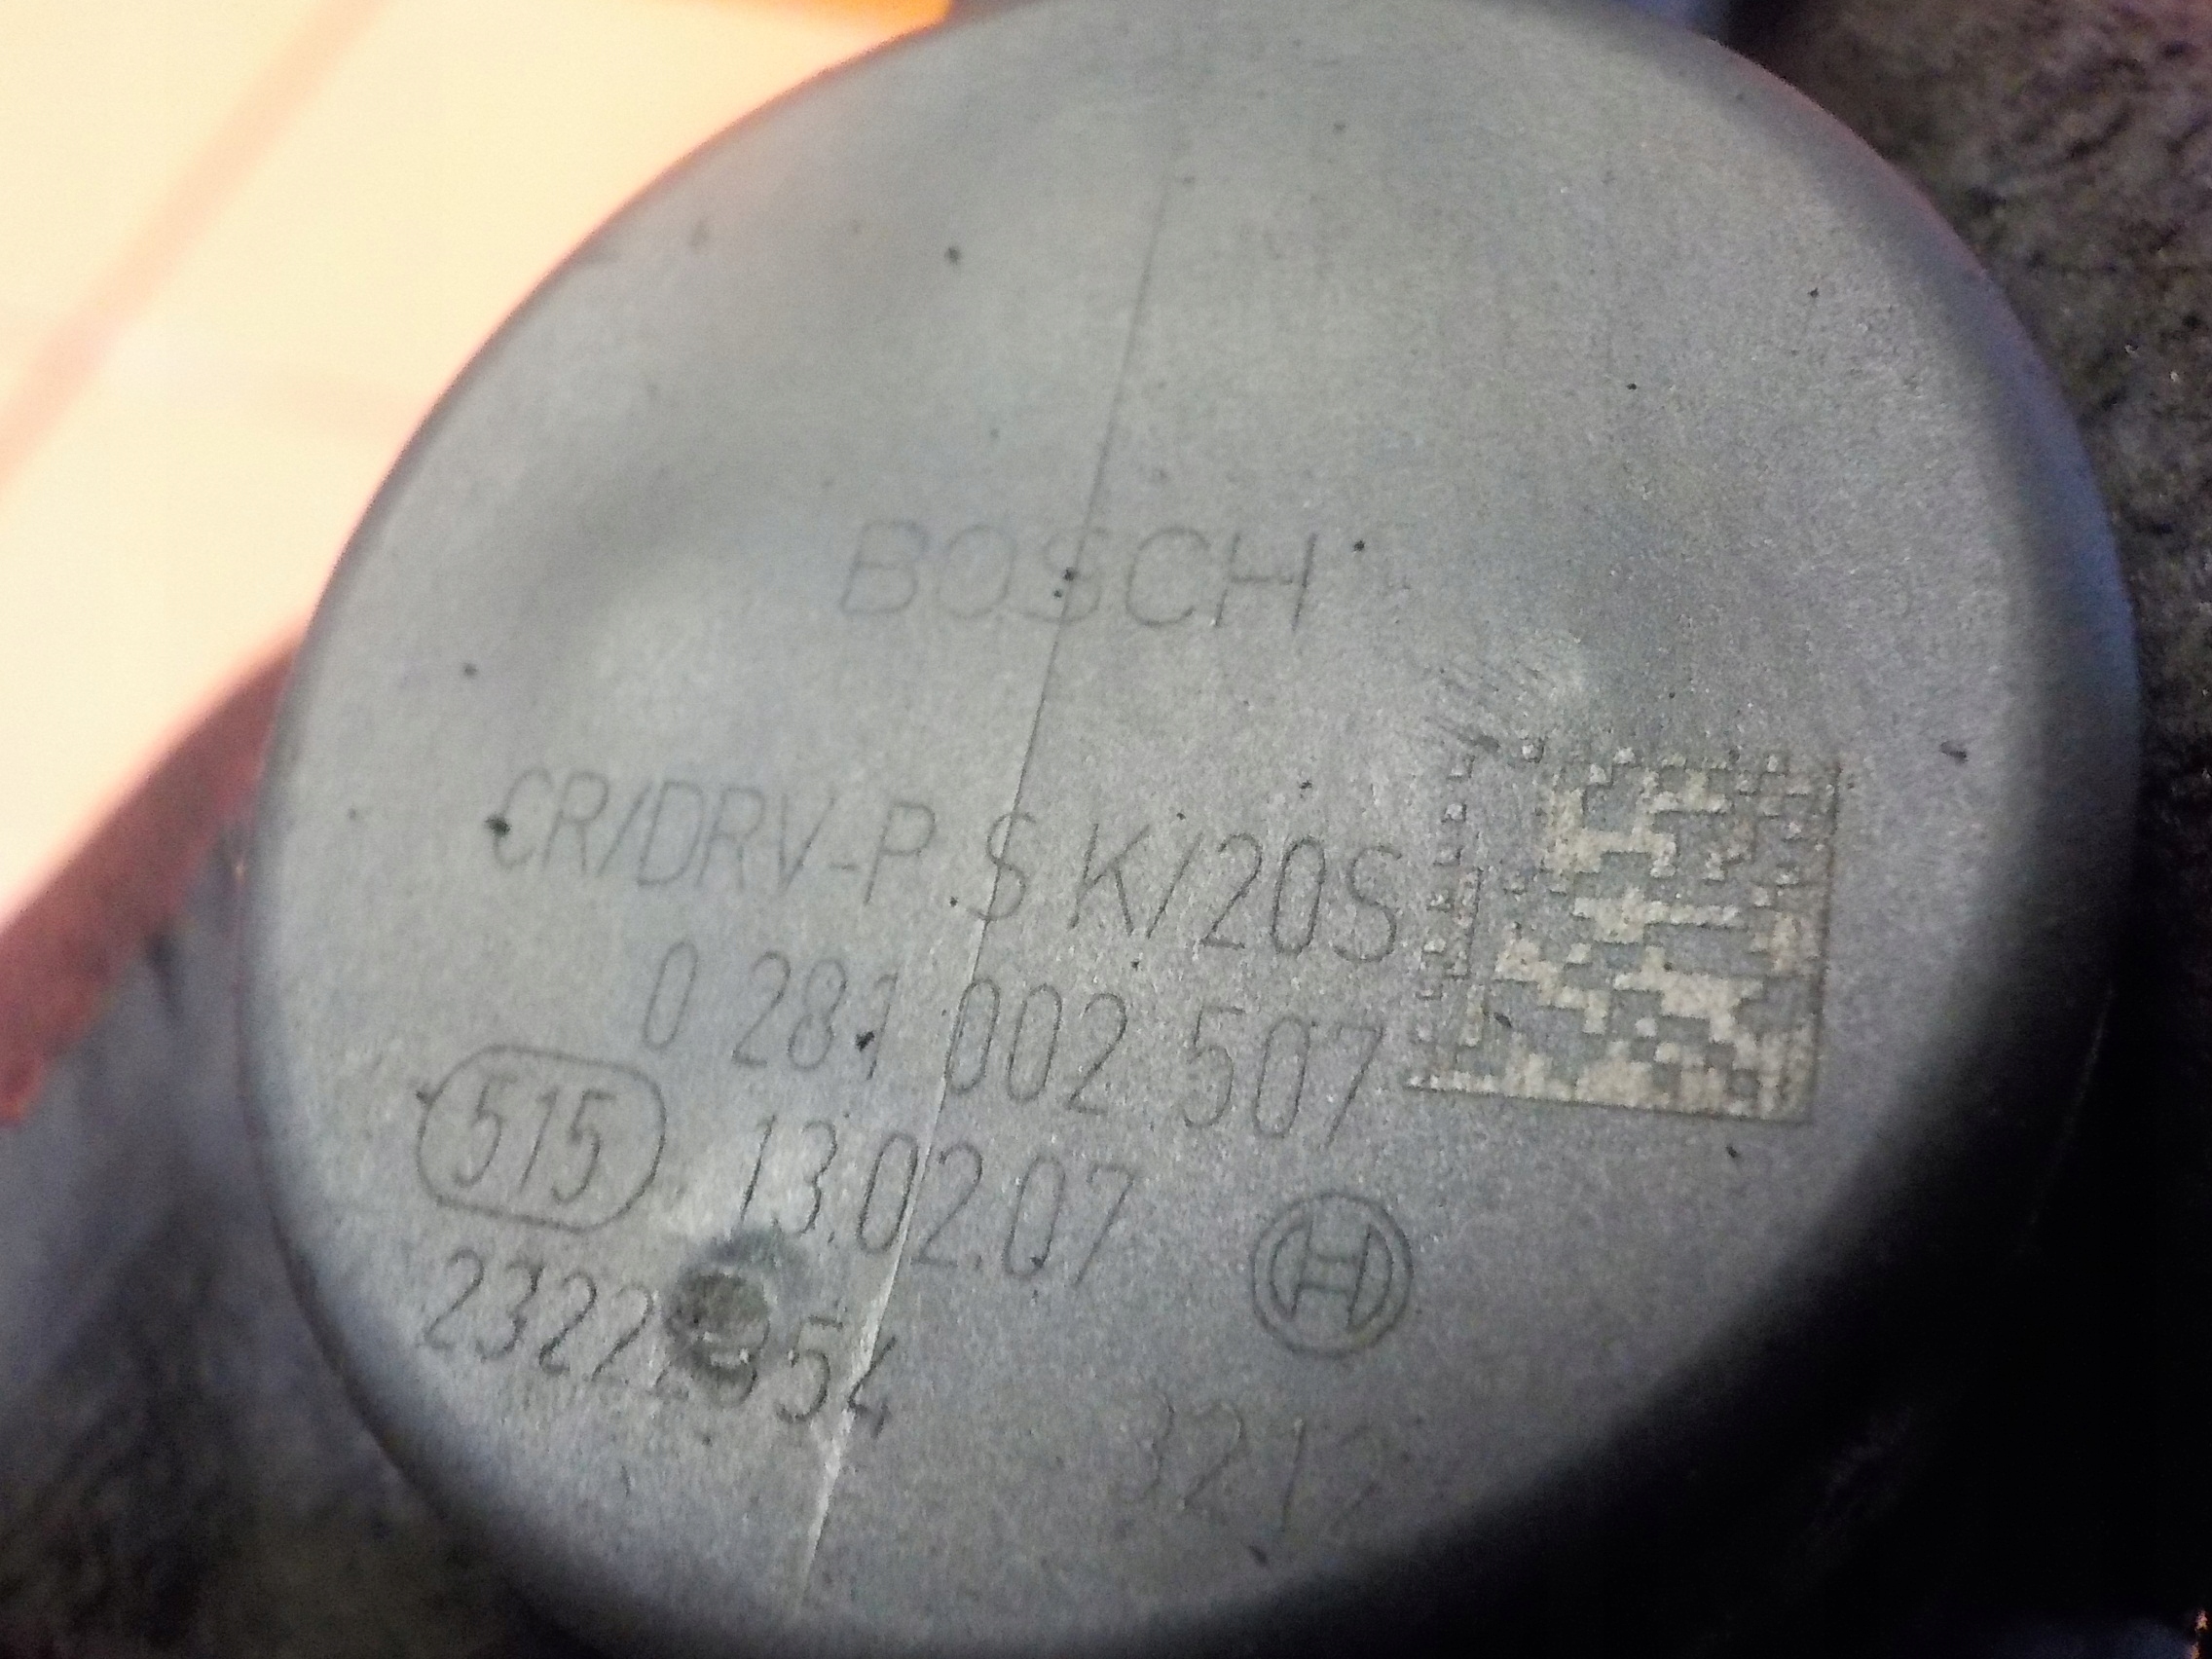 BOSCH
CR/DRV-P S K/20S
0 281 002 507
515 13.02.07
3212